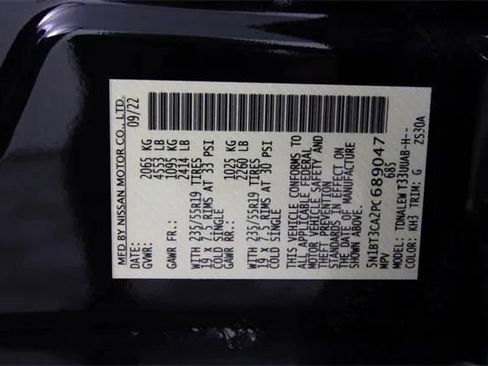 MFD BY NISSAN MOTOR CO., LTD.
DATE: 09/22
GVWR: 2065 KG
4553 LB
GAWR FR: 1095 KG
2414 LB
WITH 235/55R19 TIRES
19 X 7.5 RIMS AT 33 PSI
COLD SINGLE
GAWR RR: 1025 KG
2260 LB
WITH 235/55R19 TIRES
19 X 7.5 RIMS AT 30 PSI
COLD SINGLE
THIS VEHICLE CONFORMS TO
ALL APPLICABLE FEDERAL
MOTOR VEHICLE SAFETY AND
THEFT PREVENTION
STANDARDS IN EFFECT ON
THE DATE OF MANUFACTURE
SHOWN ABOVE.
5N1BT3CA2PC689047
MPV 685
MODEL: TDNALEW T33UUAB-H--
COLOR: KH3 TRIM: G ZS30A